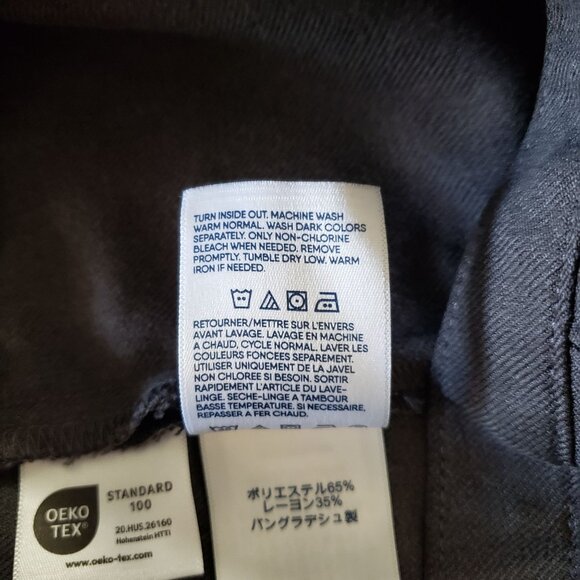 TURN INSIDE OUT. MACHINE WASH
WARM NORMAL. WASH DARK COLORS
SEPARATELY. ONLY NON-CHLORINE
BLEACH WHEN NEEDED. REMOVE
PROMPTLY. TUMBLE DRY LOW. WARM
IRON IF NEEDED.
RETOURNER/METTRE SUR L'ENVERS
AVANT LAVAGE. LAVAGE EN MACHINE
A CHAUD, CYCLE NORMAL. LAVER LES
COULEURS FONCEES SEPAREMENT.
UTILISER UNIQUEMENT DE LA JAVEL
NON CHLOREE SI BESOIN. SORTIR
RAPIDEMENT L'ARTICLE DU LAVE-
LINGE. SECHE-LINGE A TAMBOUR
BASSE TEMPERATURE. SI NECESSAIRE,
REPASSER A FER CHAUD.
OEKO
TEX®
STANDARD
100
20.HUS.26160
Hohenstein HTTI
www.oeko-tex.com
ポリエステル65%
レーヨン35%
バングラデシュ製